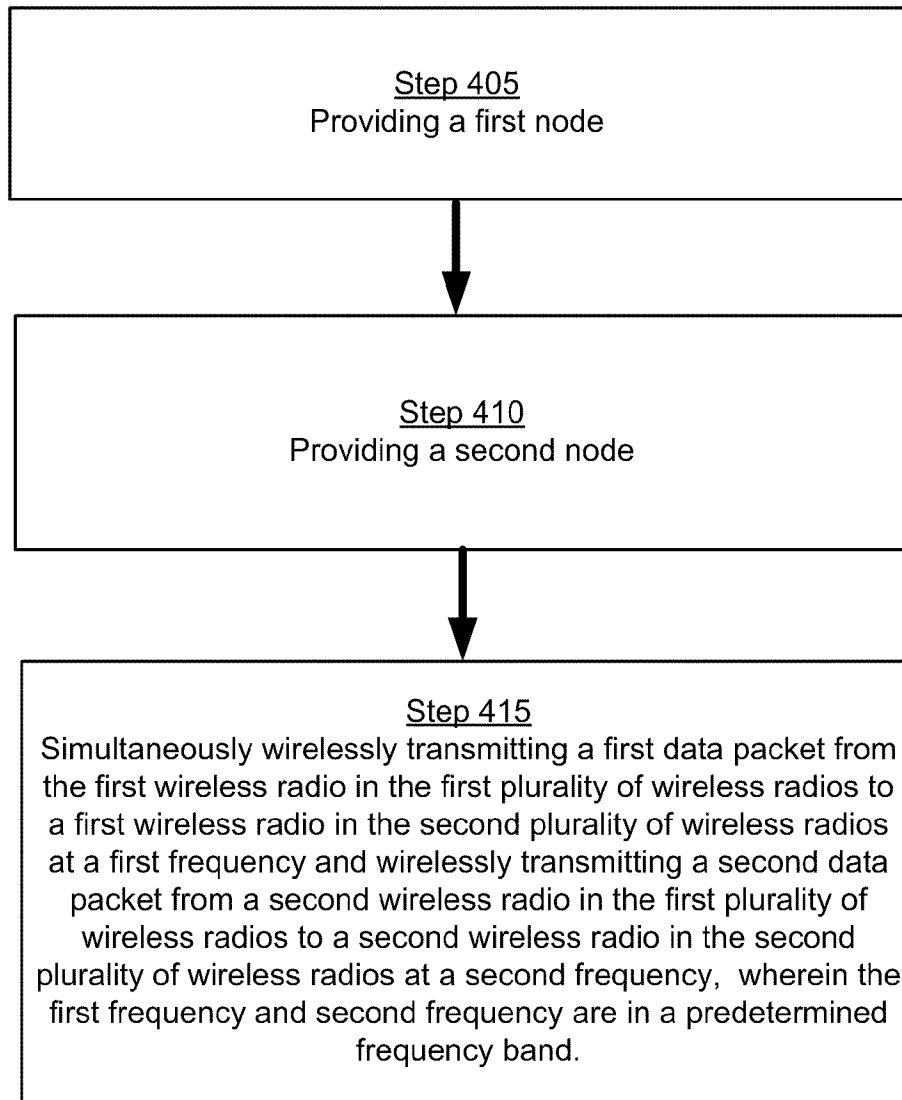 Step 405
Providing a first node
Step 410
Providing a second node
Step 415
Simultaneously wirelessly transmitting a first data packet from
the first wireless radio in the first plurality of wireless radios to
a first wireless radio in the second plurality of wireless radios
at a first frequency and wirelessly transmitting a second data
packet from a second wireless radio in the first plurality of
wireless radios to a second wireless radio in the second
plurality of wireless radios at a second frequency, wherein the
first frequency and second frequency are in a predetermined
frequency band.